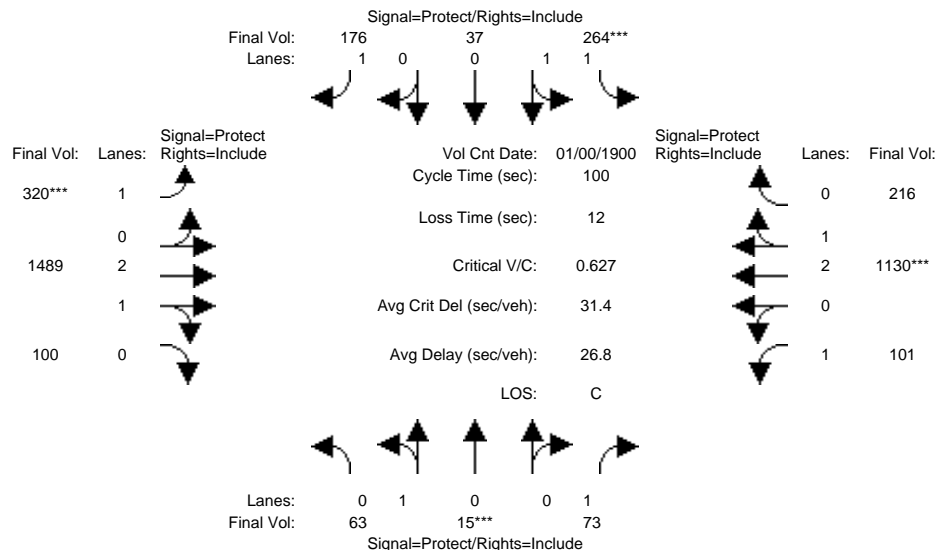 Signal=Protect/Rights=Include
Final Vol: 176 37 264***
Lanes: 1 0 0 1 1
Signal=Protect
Final Vol: Lanes: Rights=Include
Vol Cnt Date: 01/00/1900
Signal=Protect
Rights=Include Lanes: Final Vol:
Cycle Time (sec): 100
320*** 1
0 216
Loss Time (sec): 12
0
1
1489 2
Critical V/C: 0.627
2 1130***
1
Avg Crit Del (sec/veh): 31.4
0
100 0
Avg Delay (sec/veh): 26.8
1 101
LOS: C
Lanes: 0 1 0 0 1
Final Vol: 63 15*** 73
Signal=Protect/Rights=Include